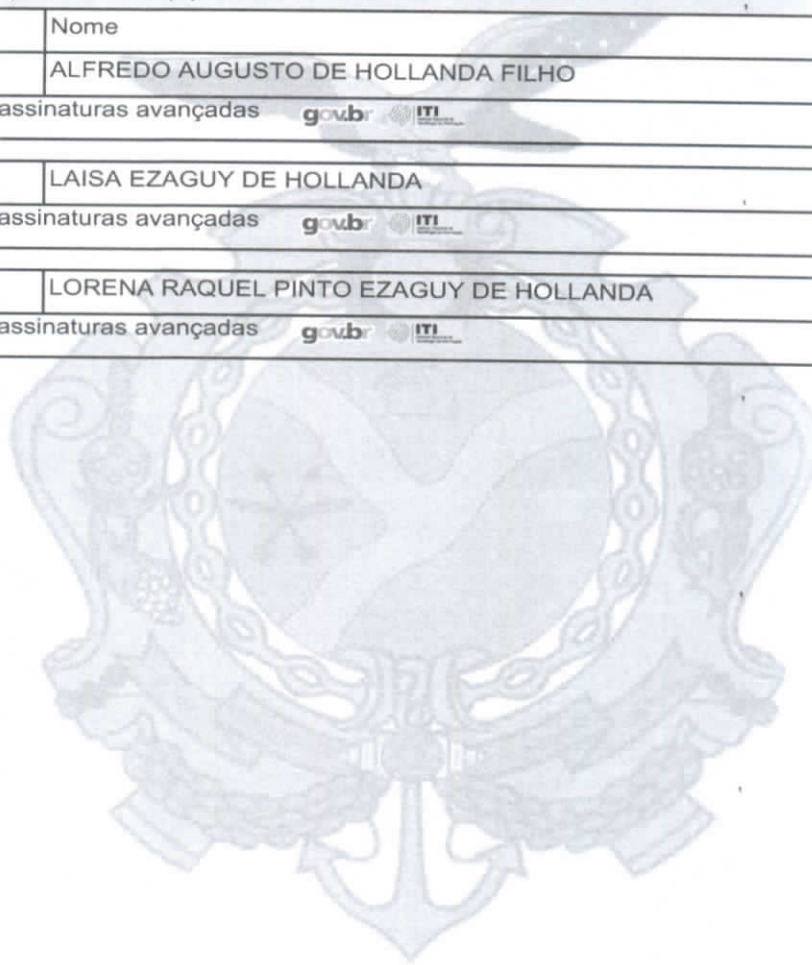 Nome
ALFREDO AUGUSTO DE HOLLANDA FILHO
assinaturas avançadas gov.br ITI
LAISA EZAGUY DE HOLLANDA
assinaturas avançadas gov.br ITI
LORENA RAQUEL PINTO EZAGUY DE HOLLANDA
assinaturas avançadas gov.br ITI